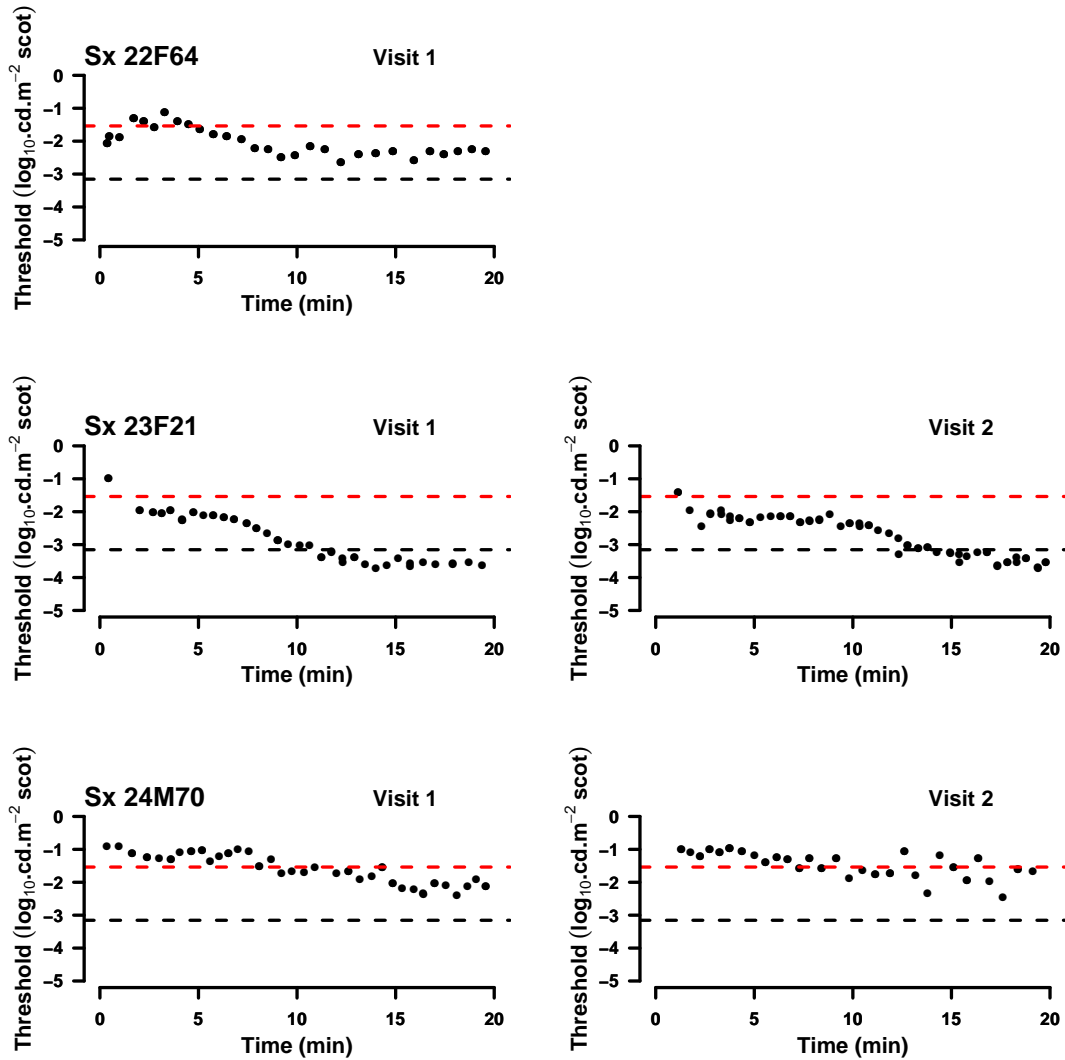 Sx 22F64 Visit 1
Threshold (log₁₀.cd.m⁻² scot)
0
−1
−2
−3
−4
−5
0 5 10 15 20
Time (min)
Sx 23F21 Visit 1
Threshold (log₁₀.cd.m⁻² scot)
0
−1
−2
−3
−4
−5
0 5 10 15 20
Time (min)
Visit 2
Threshold (log₁₀.cd.m⁻² scot)
0
−1
−2
−3
−4
−5
0 5 10 15 20
Time (min)
Sx 24M70 Visit 1
Threshold (log₁₀.cd.m⁻² scot)
0
−1
−2
−3
−4
−5
0 5 10 15 20
Time (min)
Visit 2
Threshold (log₁₀.cd.m⁻² scot)
0
−1
−2
−3
−4
−5
0 5 10 15 20
Time (min)